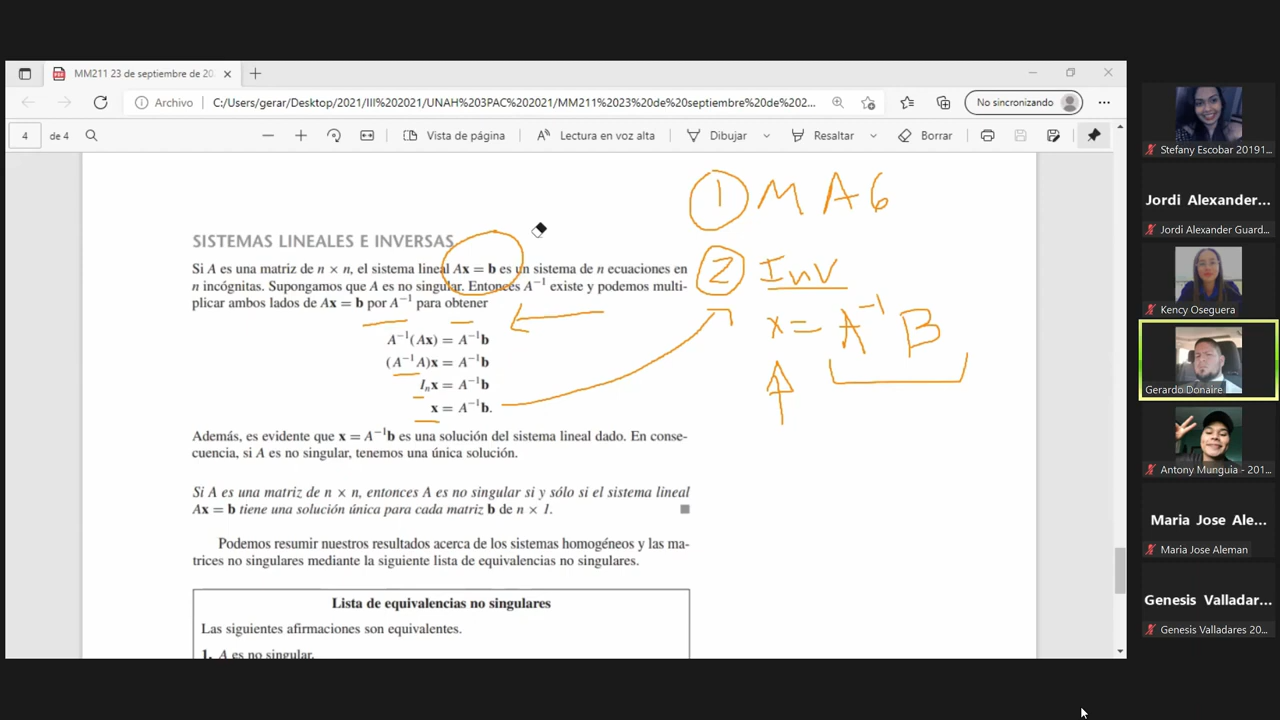 MM211 23 de septiembre de 20
Archivo
C:/Users/gerar/Desktop/2021/III%202021/UNAH%203PAC%202021/MM211%2023%20de%20septiembre%20de%202...
No sincronizando
4 de 4
Vista de página
Lectura en voz alta
Dibujar
Resaltar
Borrar
① M A b
SISTEMAS LINEALES E INVERSAS
Si A es una matriz de n × n, el sistema lineal Ax = b es un sistema de n ecuaciones en
n incógnitas. Supongamos que A es no singular. Entonces A⁻¹ existe y podemos multi-
plicar ambos lados de Ax = b por A⁻¹ para obtener
② Inv
x = A⁻¹ B
A⁻¹(Ax) = A⁻¹b
(A⁻¹A)x = A⁻¹b
Iₙx = A⁻¹b
x = A⁻¹b.
Además, es evidente que x = A⁻¹b es una solución del sistema lineal dado. En conse-
cuencia, si A es no singular, tenemos una única solución.
Si A es una matriz de n × n, entonces A es no singular si y sólo si el sistema lineal
Ax = b tiene una solución única para cada matriz b de n × 1.
Podemos resumir nuestros resultados acerca de los sistemas homogéneos y las ma-
trices no singulares mediante la siguiente lista de equivalencias no singulares.
Lista de equivalencias no singulares
Las siguientes afirmaciones son equivalentes.
1. A es no singular.
Stefany Escobar 20191...
Jordi Alexander...
Jordi Alexander Guard...
Kency Oseguera
Gerardo Donaire
Antony Munguia - 201...
Maria Jose Ale...
Maria Jose Aleman
Genesis Valladar...
Genesis Valladares 20...